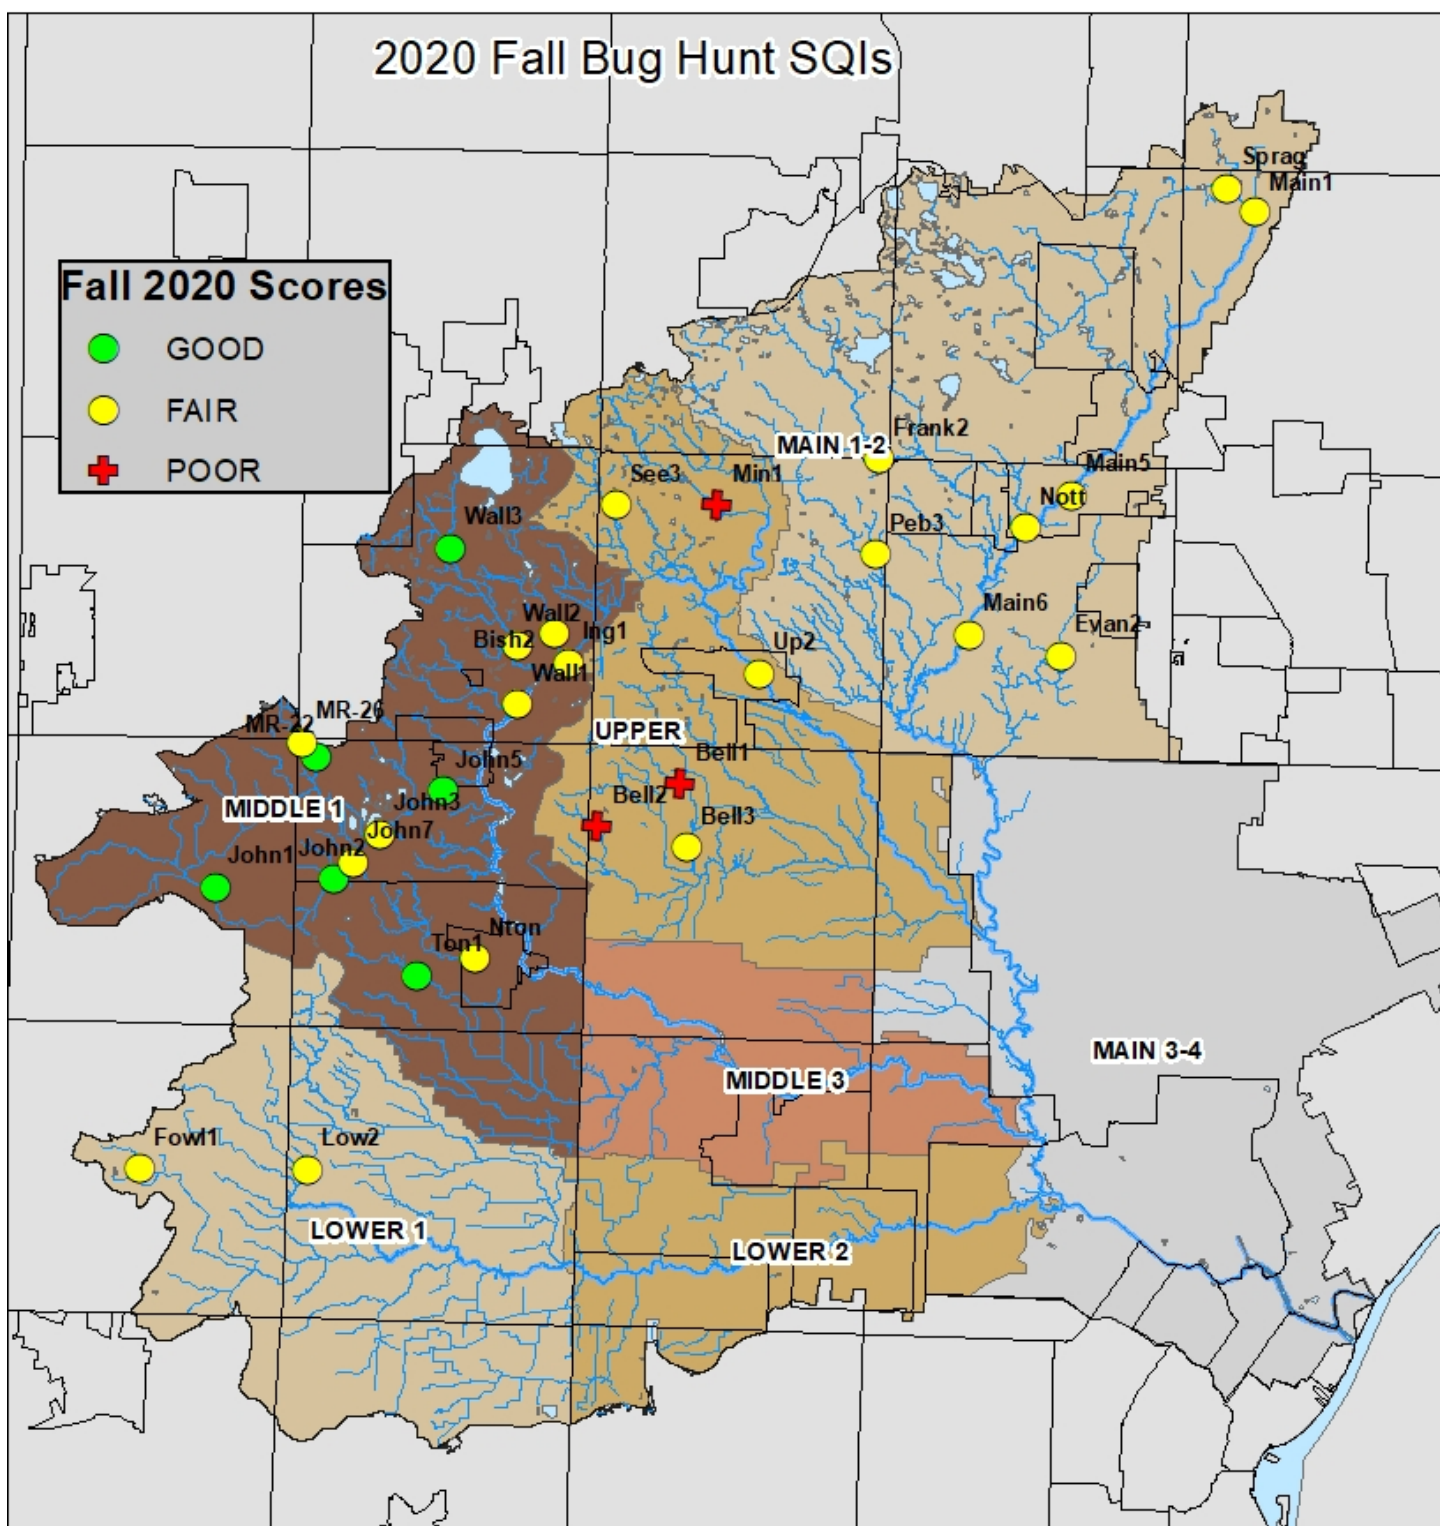 2020 Fall Bug Hunt SQIs
Sprag
Main1
Fall 2020 Scores
GOOD
FAIR
POOR
Frank2
MAIN 1-2
Main5
See3
Min1
Nott
Wall3
Peb3
Main6
Wall2
Ing1
Bish2
Evan2
Up2
Wall1
MR-26
MR-22
UPPER
Bell1
John5
Bell2
John3
MIDDLE 1
Bell3
John7
John1
John2
Nton
Ton1
MAIN 3-4
MIDDLE 3
Fowl1
Low2
LOWER 1
LOWER 2